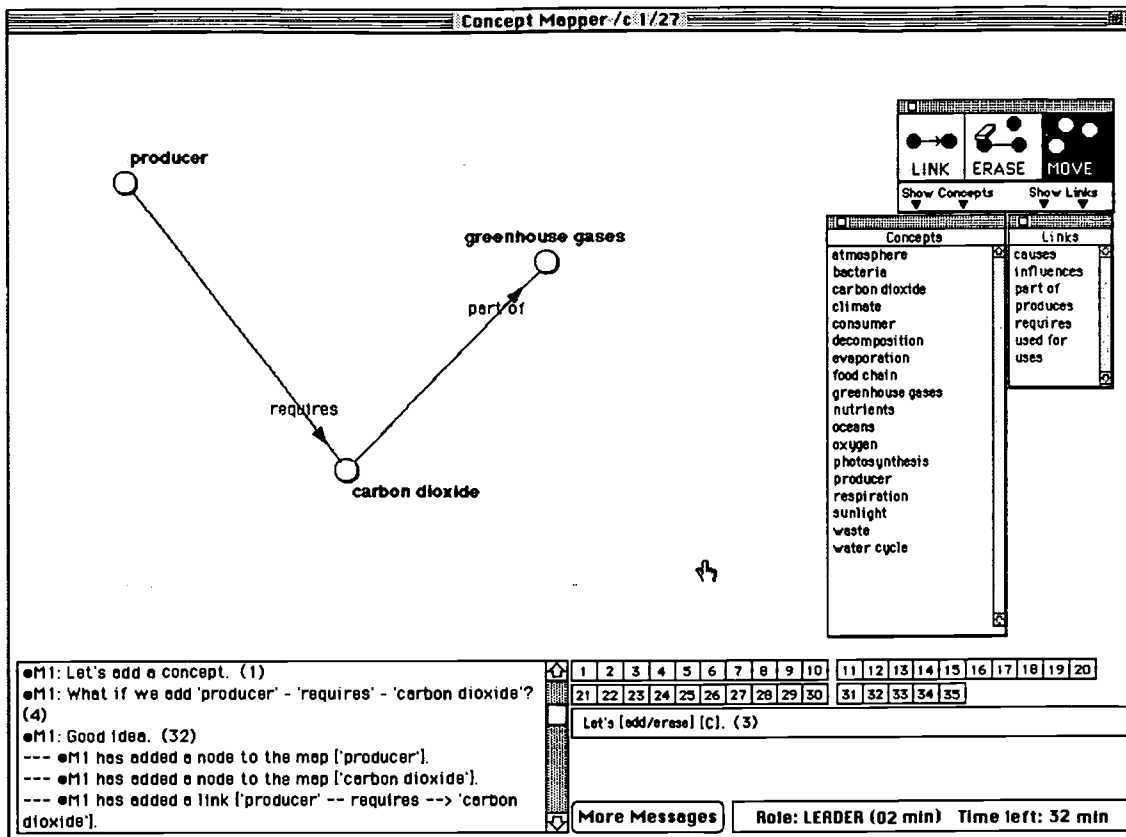 Concept Mapper /c 1/27
producer
greenhouse gases
part of
requires
carbon dioxide
LINK
ERASE
MOVE
Show Concepts
Show Links
Concepts
atmosphere
bacteria
carbon dioxide
climate
consumer
decomposition
evaporation
food chain
greenhouse gases
nutrients
oceans
oxygen
photosynthesis
producer
respiration
sunlight
waste
water cycle
Links
causes
influences
part of
produces
requires
used for
uses
●M1: Let's add a concept. (1)
●M1: What if we add 'producer' - 'requires' - 'carbon dioxide'?
(4)
●M1: Good idea. (32)
--- ●M1 has added a node to the map ['producer'].
--- ●M1 has added a node to the map ['carbon dioxide'].
--- ●M1 has added a link ['producer' -- requires --> 'carbon
dioxide'].
1 2 3 4 5 6 7 8 9 10 11 12 13 14 15 16 17 18 19 20
21 22 23 24 25 26 27 28 29 30 31 32 33 34 35
Let's [add/erase] [C]. (3)
More Messages
Role: LEADER (02 min) Time left: 32 min